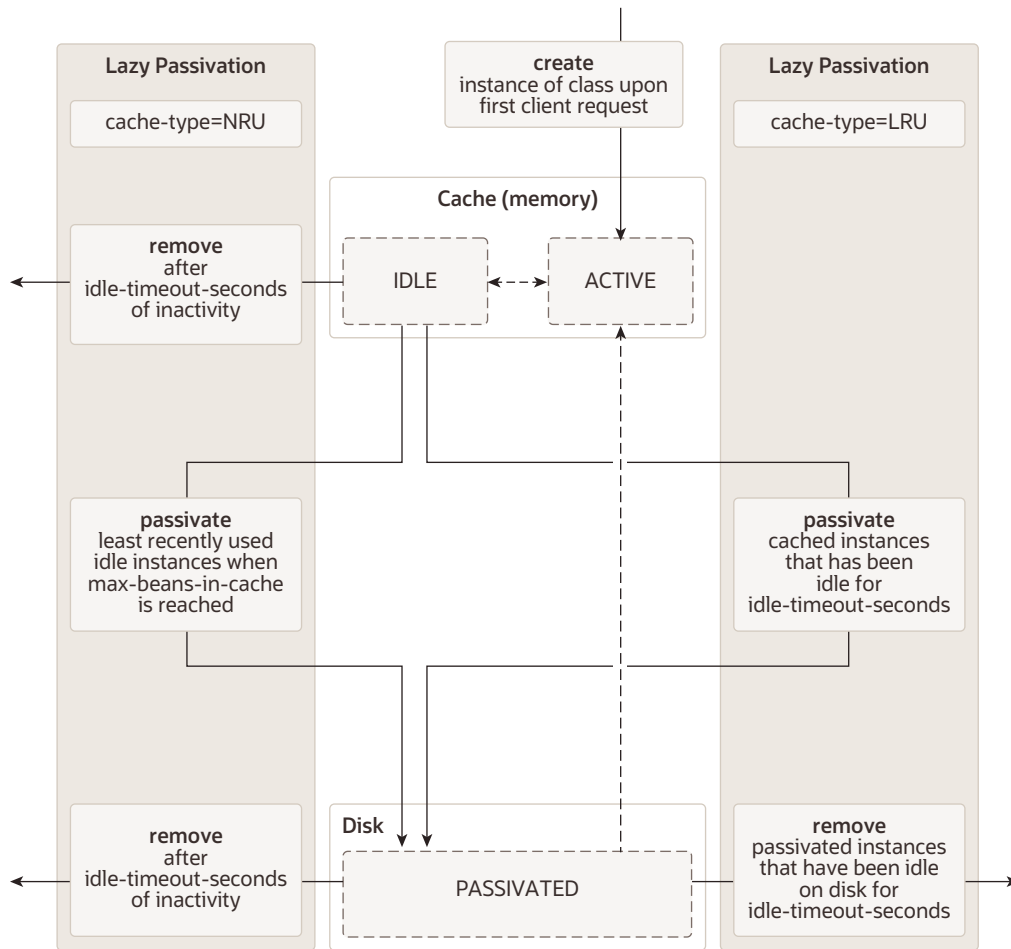 Lazy Passivation
cache-type=NRU
create
instance of class upon
first client request
Lazy Passivation
cache-type=LRU
Cache (memory)
IDLE
ACTIVE
remove
after
idle-timeout-seconds
of inactivity
passivate
least recently used
idle instances when
max-beans-in-cache
is reached
passivate
cached instances
that has been
idle for
idle-timeout-seconds
remove
after
idle-timeout-seconds
of inactivity
Disk
PASSIVATED
remove
passivated instances
that have been idle
on disk for
idle-timeout-seconds